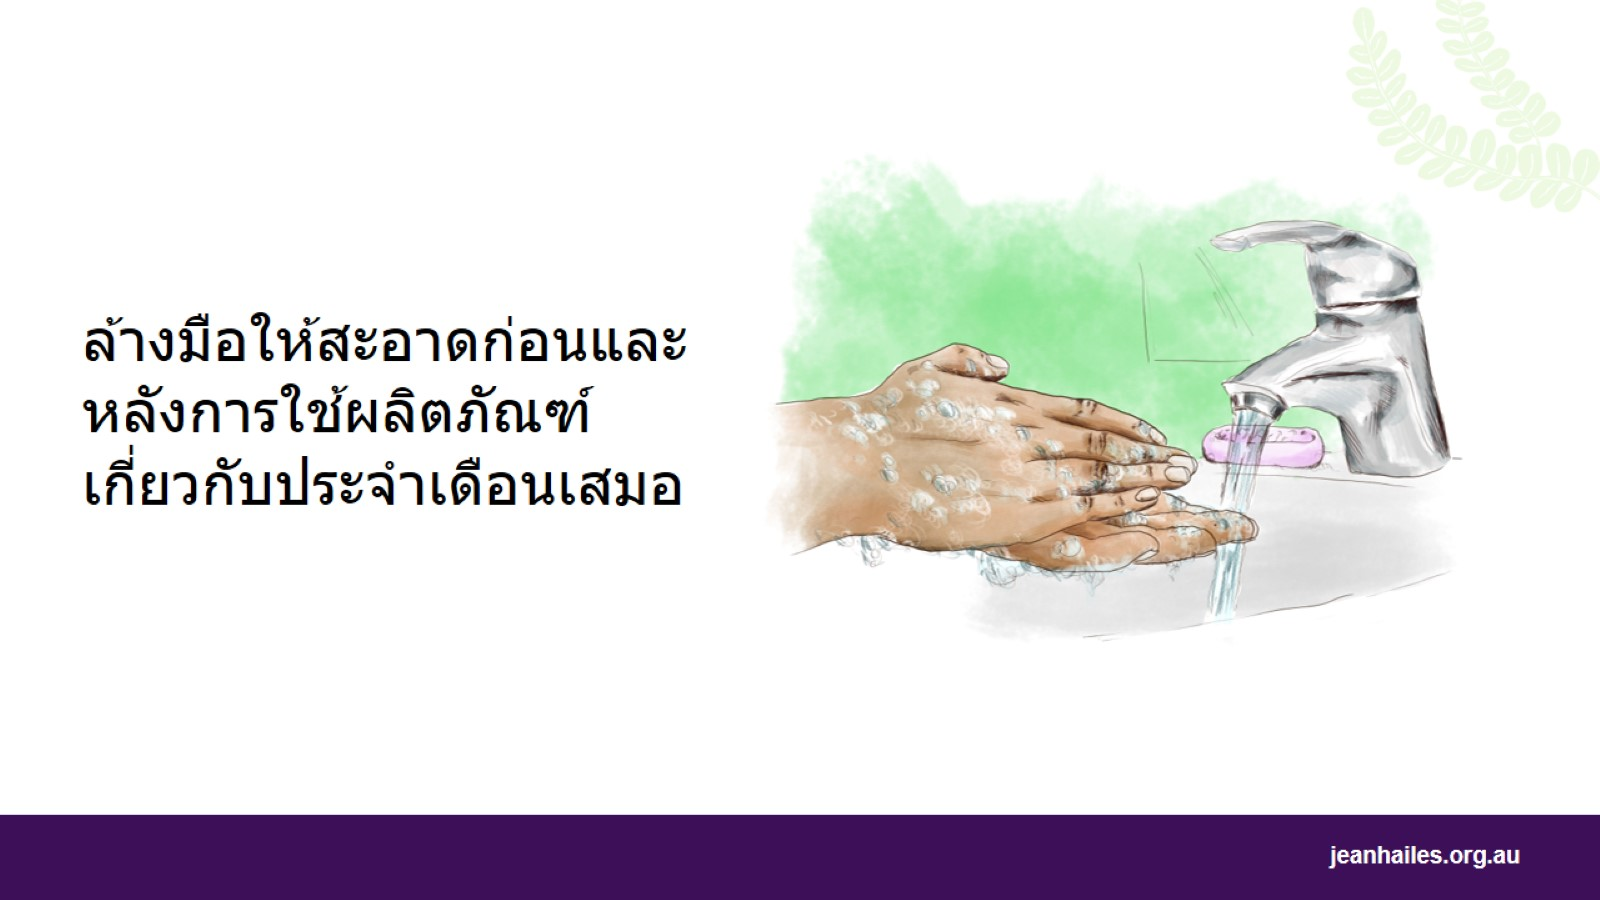 ล้างมือให้สะอาดก่อนและ
หลังการใช้ผลิตภัณฑ์
เกี่ยวกับประจำเดือนเสมอ
jeanhailes.org.au